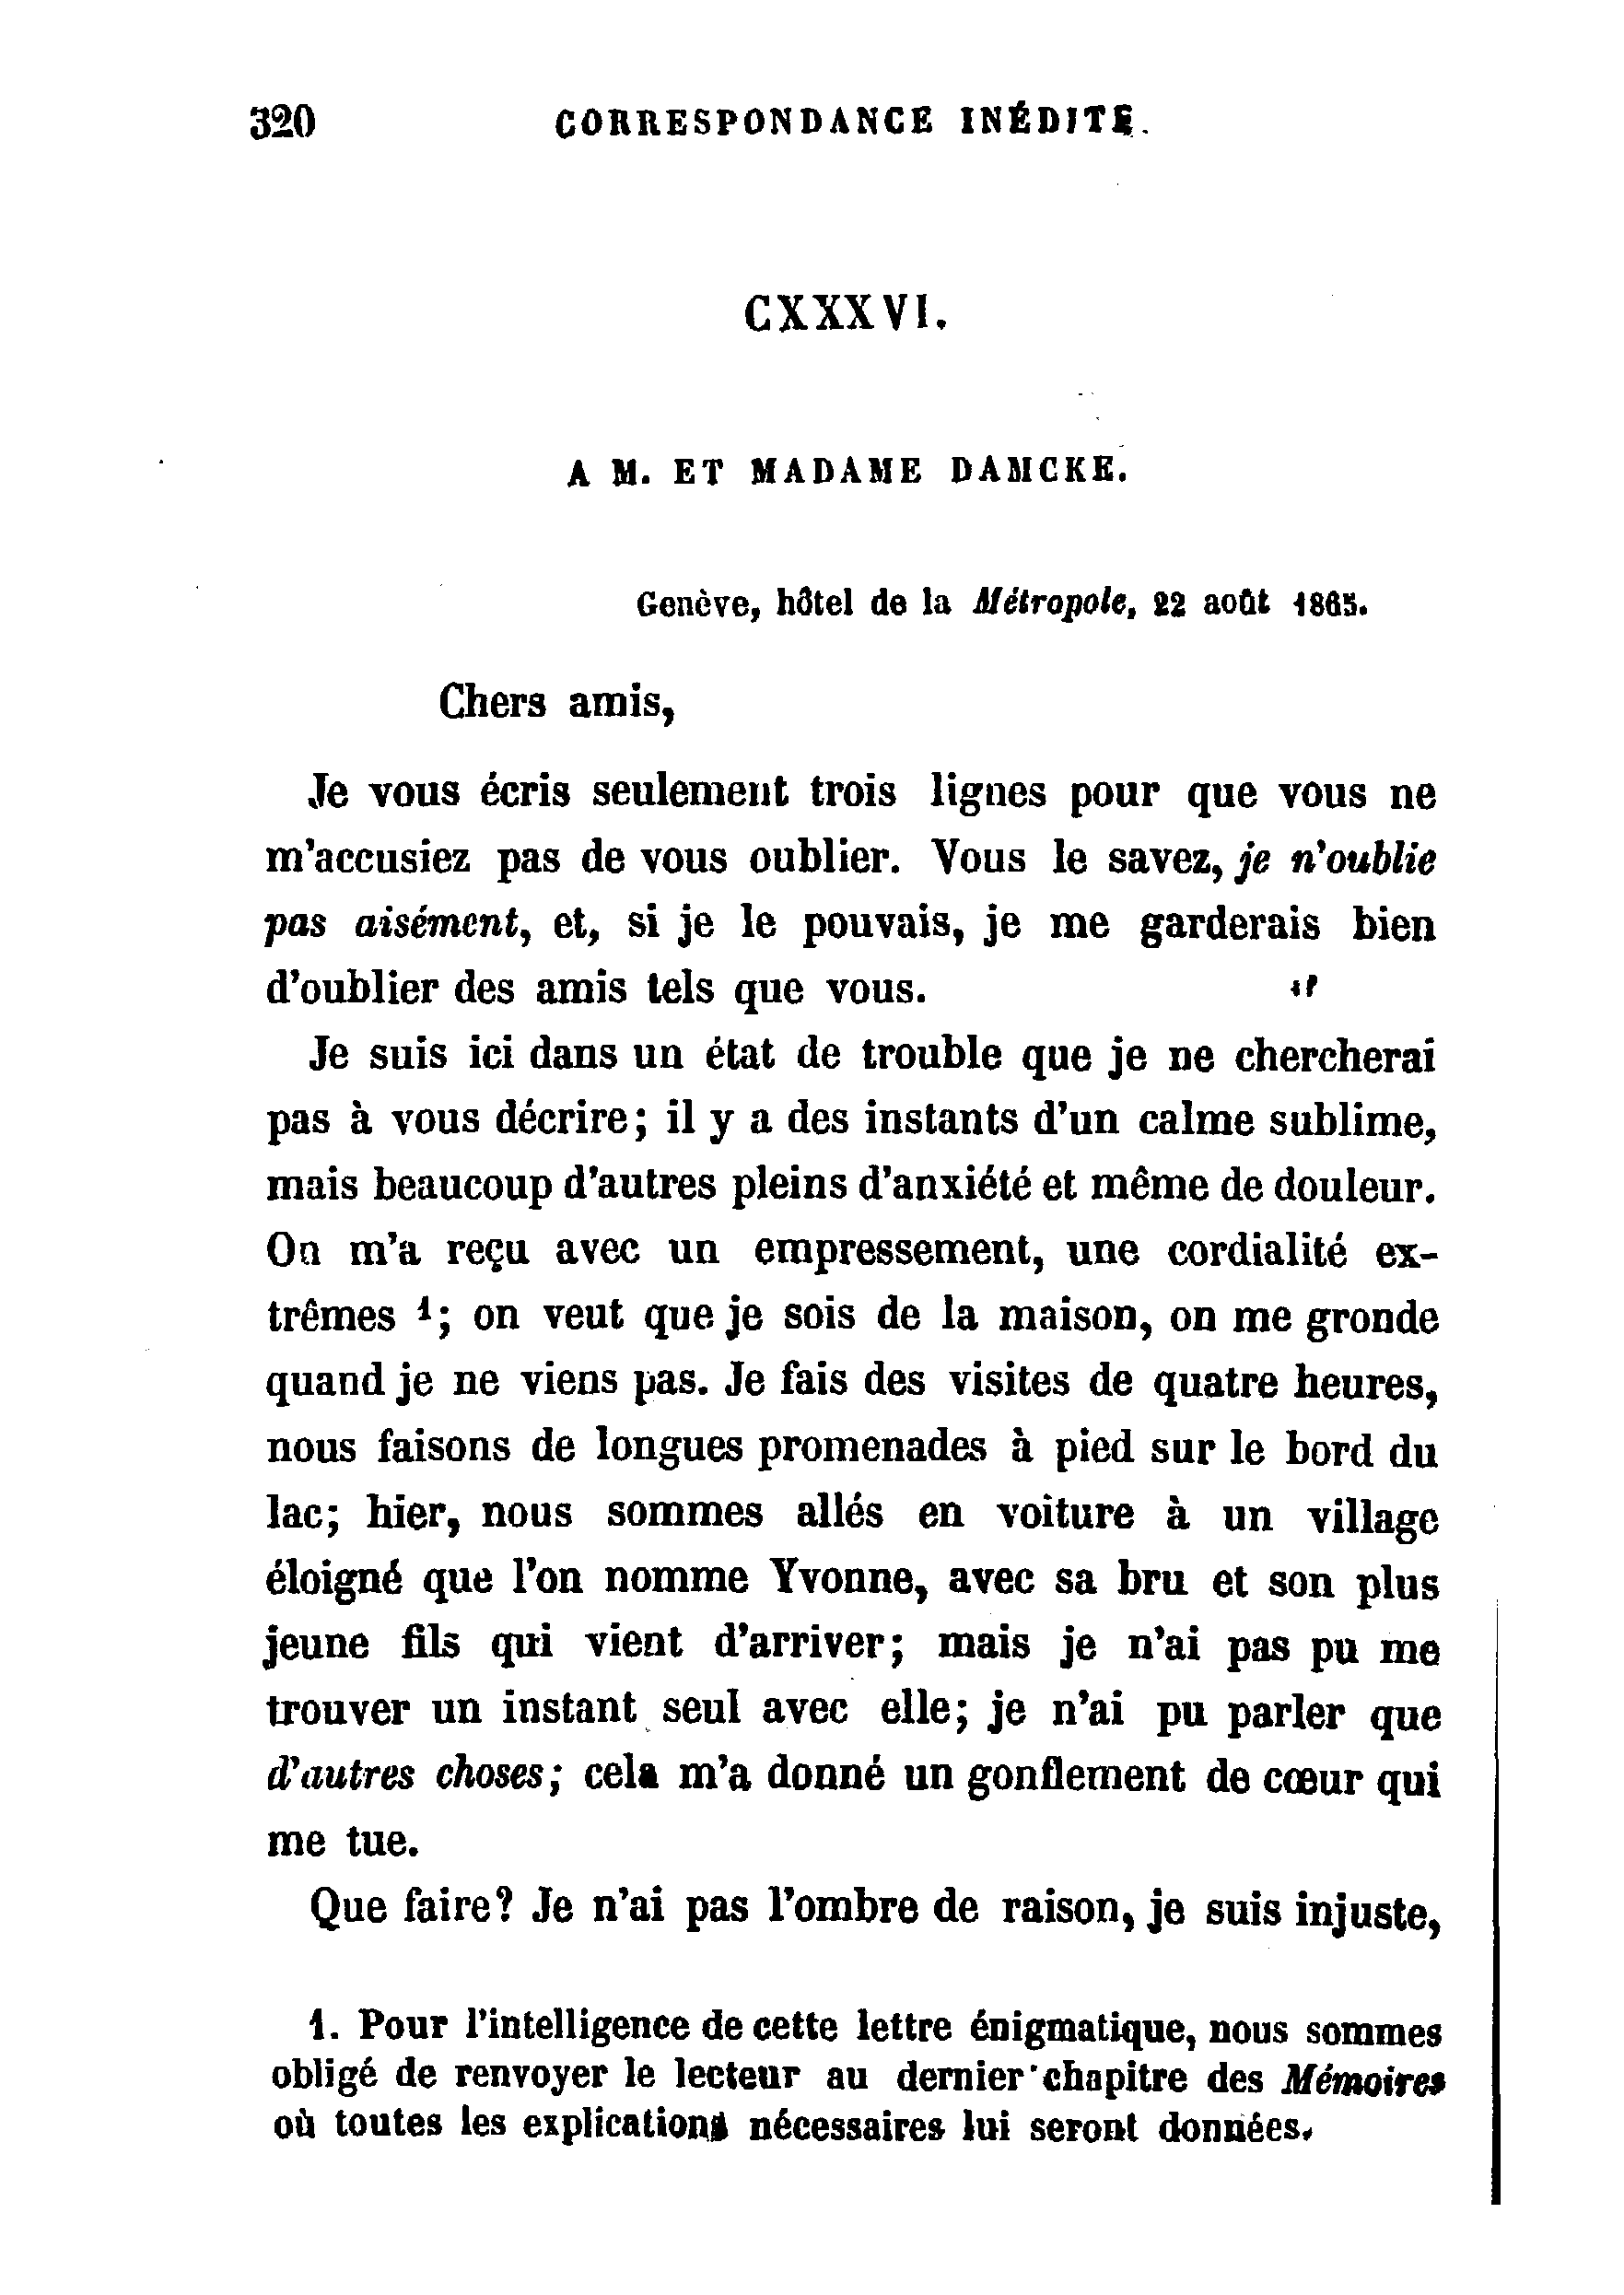 320 CORRESPONDANCE INÉDITE.
CXXXVI.
A M. ET MADAME DAMCKE.
Genève, hôtel de la Métropole, 22 août 1865.
Chers amis,
Je vous écris seulement trois lignes pour que vous ne
m'accusiez pas de vous oublier. Vous le savez, je n'oublie
pas aisément, et, si je le pouvais, je me garderais bien
d'oublier des amis tels que vous.
Je suis ici dans un état de trouble que je ne chercherai
pas à vous décrire; il y a des instants d'un calme sublime,
mais beaucoup d'autres pleins d'anxiété et même de douleur.
On m'a reçu avec un empressement, une cordialité ex-
trêmes 1; on veut que je sois de la maison, on me gronde
quand je ne viens pas. Je fais des visites de quatre heures,
nous faisons de longues promenades à pied sur le bord du
lac; hier, nous sommes allés en voiture à un village
éloigné que l'on nomme Yvonne, avec sa bru et son plus
jeune fils qui vient d'arriver; mais je n'ai pas pu me
trouver un instant seul avec elle; je n'ai pu parler que
d'autres choses; cela m'a donné un gonflement de cœur qui
me tue.
Que faire? Je n'ai pas l'ombre de raison, je suis injuste,
1. Pour l'intelligence de cette lettre énigmatique, nous sommes
obligé de renvoyer le lecteur au dernier chapitre des Mémoires
où toutes les explications nécessaires lui seront données.